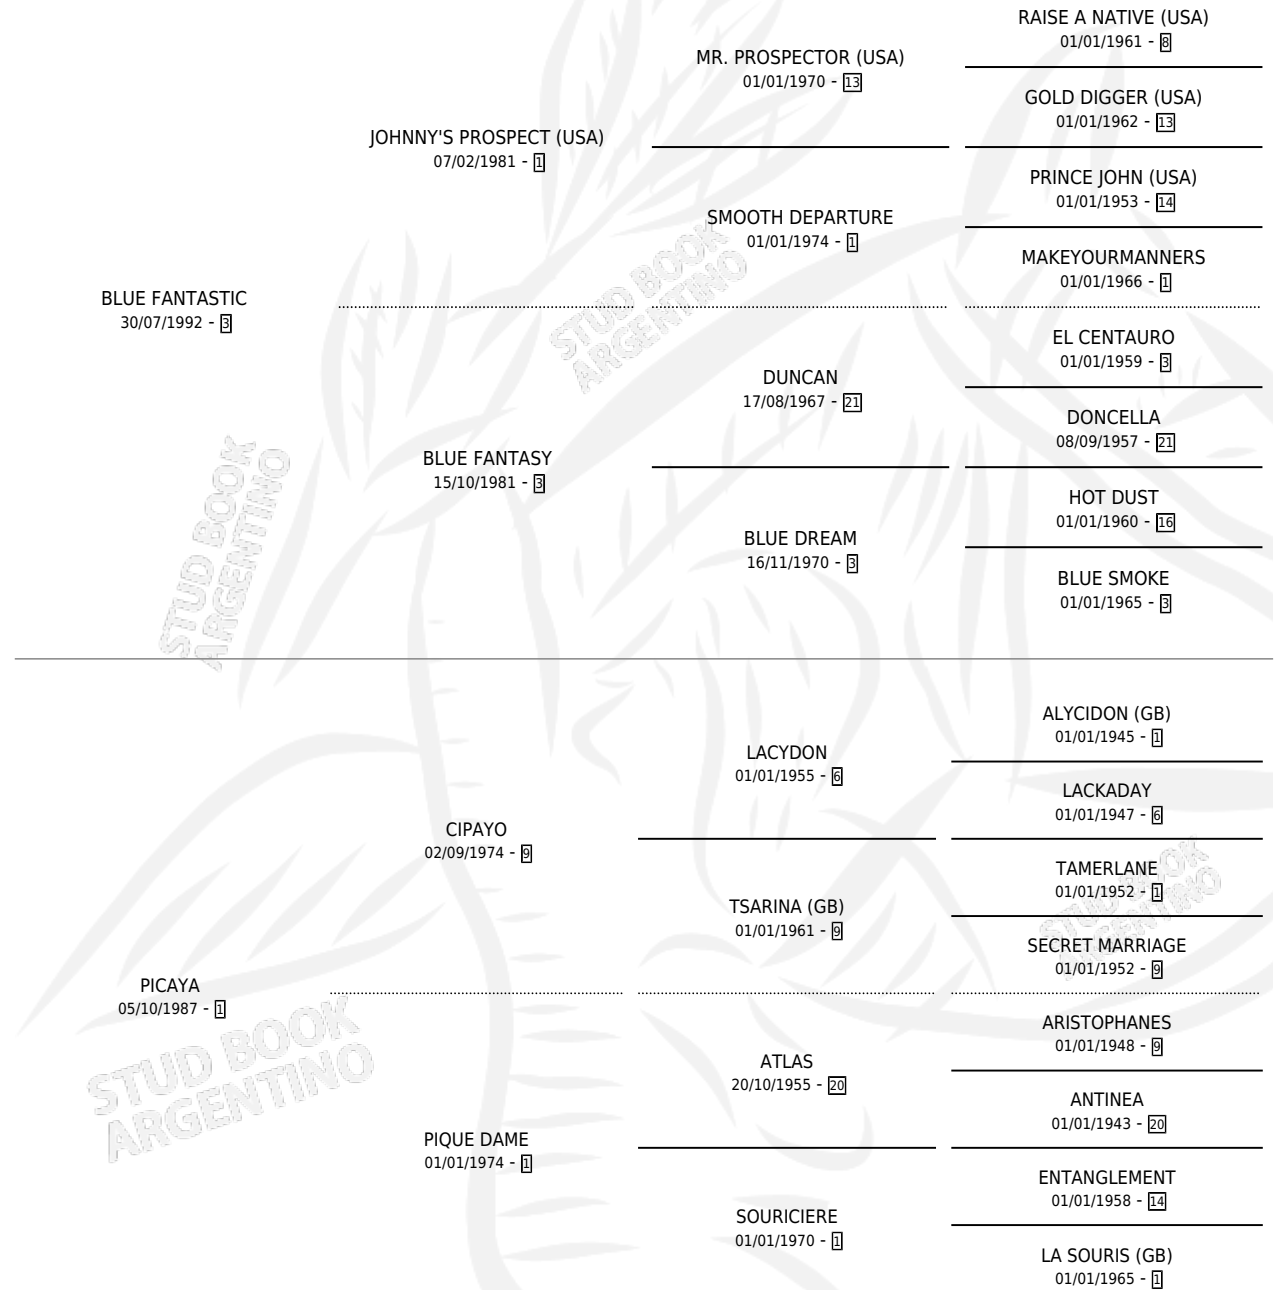 RAISE A NATIVE (USA)
01/01/1961 - 8
MR. PROSPECTOR (USA)
01/01/1970 - 13
GOLD DIGGER (USA)
01/01/1962 - 13
JOHNNY'S PROSPECT (USA)
07/02/1981 - 1
PRINCE JOHN (USA)
01/01/1953 - 14
SMOOTH DEPARTURE
01/01/1974 - 1
MAKEYOURMANNERS
01/01/1966 - 1
BLUE FANTASTIC
30/07/1992 - 3
STUD BOOK
ARGENTINO
EL CENTAURO
01/01/1959 - 3
DUNCAN
17/08/1967 - 21
DONCELLA
08/09/1957 - 21
BLUE FANTASY
15/10/1981 - 3
HOT DUST
01/01/1960 - 16
BLUE DREAM
16/11/1970 - 3
BLUE SMOKE
01/01/1965 - 3
STUD BOOK
ARGENTINO
ALYCIDON (GB)
01/01/1945 - 1
LACYDON
01/01/1955 - 6
LACKADAY
01/01/1947 - 6
CIPAYO
02/09/1974 - 9
TAMERLANE
01/01/1952 - 1
TSARINA (GB)
01/01/1961 - 9
SECRET MARRIAGE
01/01/1952 - 9
STUD BOOK
ARGENTINO
PICAYA
05/10/1987 - 1
STUD BOOK
ARGENTINO
ARISTOPHANES
01/01/1948 - 9
ATLAS
20/10/1955 - 20
ANTINEA
01/01/1943 - 20
PIQUE DAME
01/01/1974 - 1
ENTANGLEMENT
01/01/1958 - 14
SOURICIERE
01/01/1970 - 1
LA SOURIS (GB)
01/01/1965 - 1